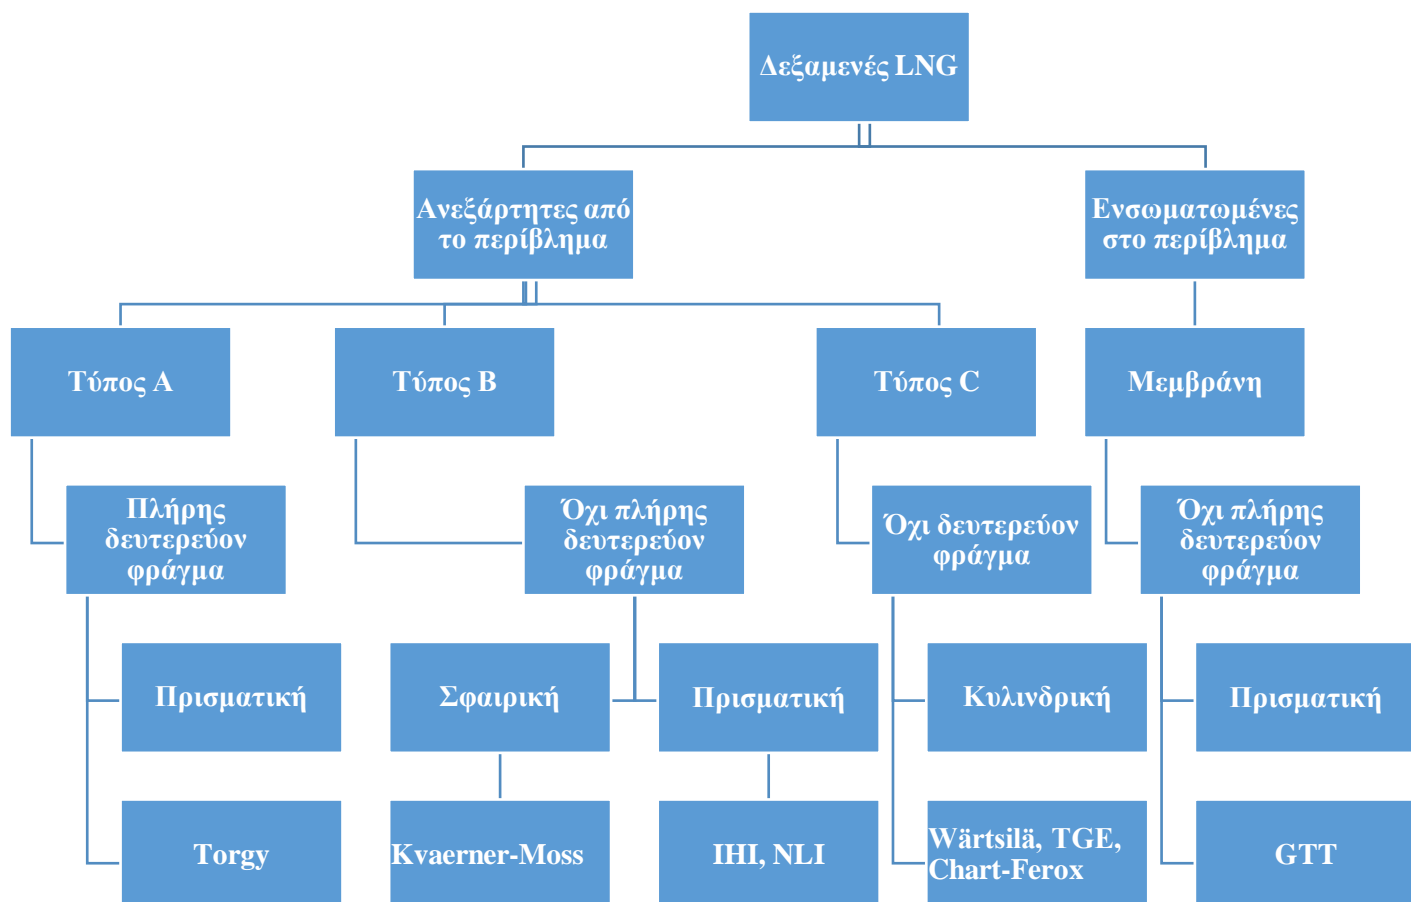 Δεξαμενές LNG
Ανεξάρτητες από
το περίβλημα
Ενσωματωμένες
στο περίβλημα
Τύπος A
Τύπος B
Τύπος C
Μεμβράνη
Πλήρης
δευτερεύον
φράγμα
Όχι πλήρης
δευτερεύον
φράγμα
Όχι δευτερεύον
φράγμα
Όχι πλήρης
δευτερεύον
φράγμα
Πρισματική
Σφαιρική
Πρισματική
Κυλινδρική
Πρισματική
Torgy
Kvaerner-Moss
IHI, NLI
Wärtsilä, TGE,
Chart-Ferox
GTT